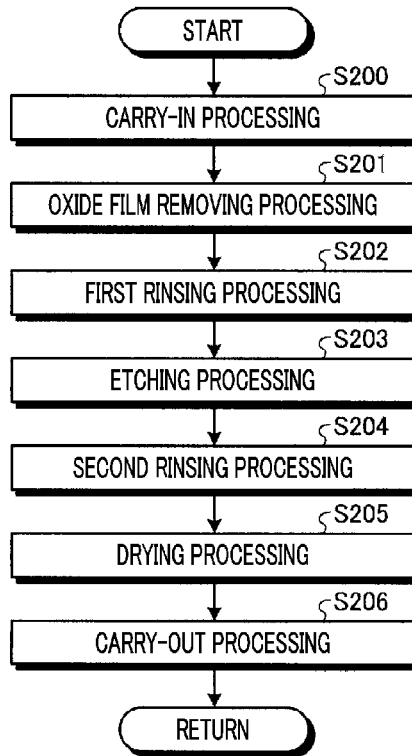 START
S200
CARRY-IN PROCESSING
S201
OXIDE FILM REMOVING PROCESSING
S202
FIRST RINSING PROCESSING
S203
ETCHING PROCESSING
S204
SECOND RINSING PROCESSING
S205
DRYING PROCESSING
S206
CARRY-OUT PROCESSING
RETURN